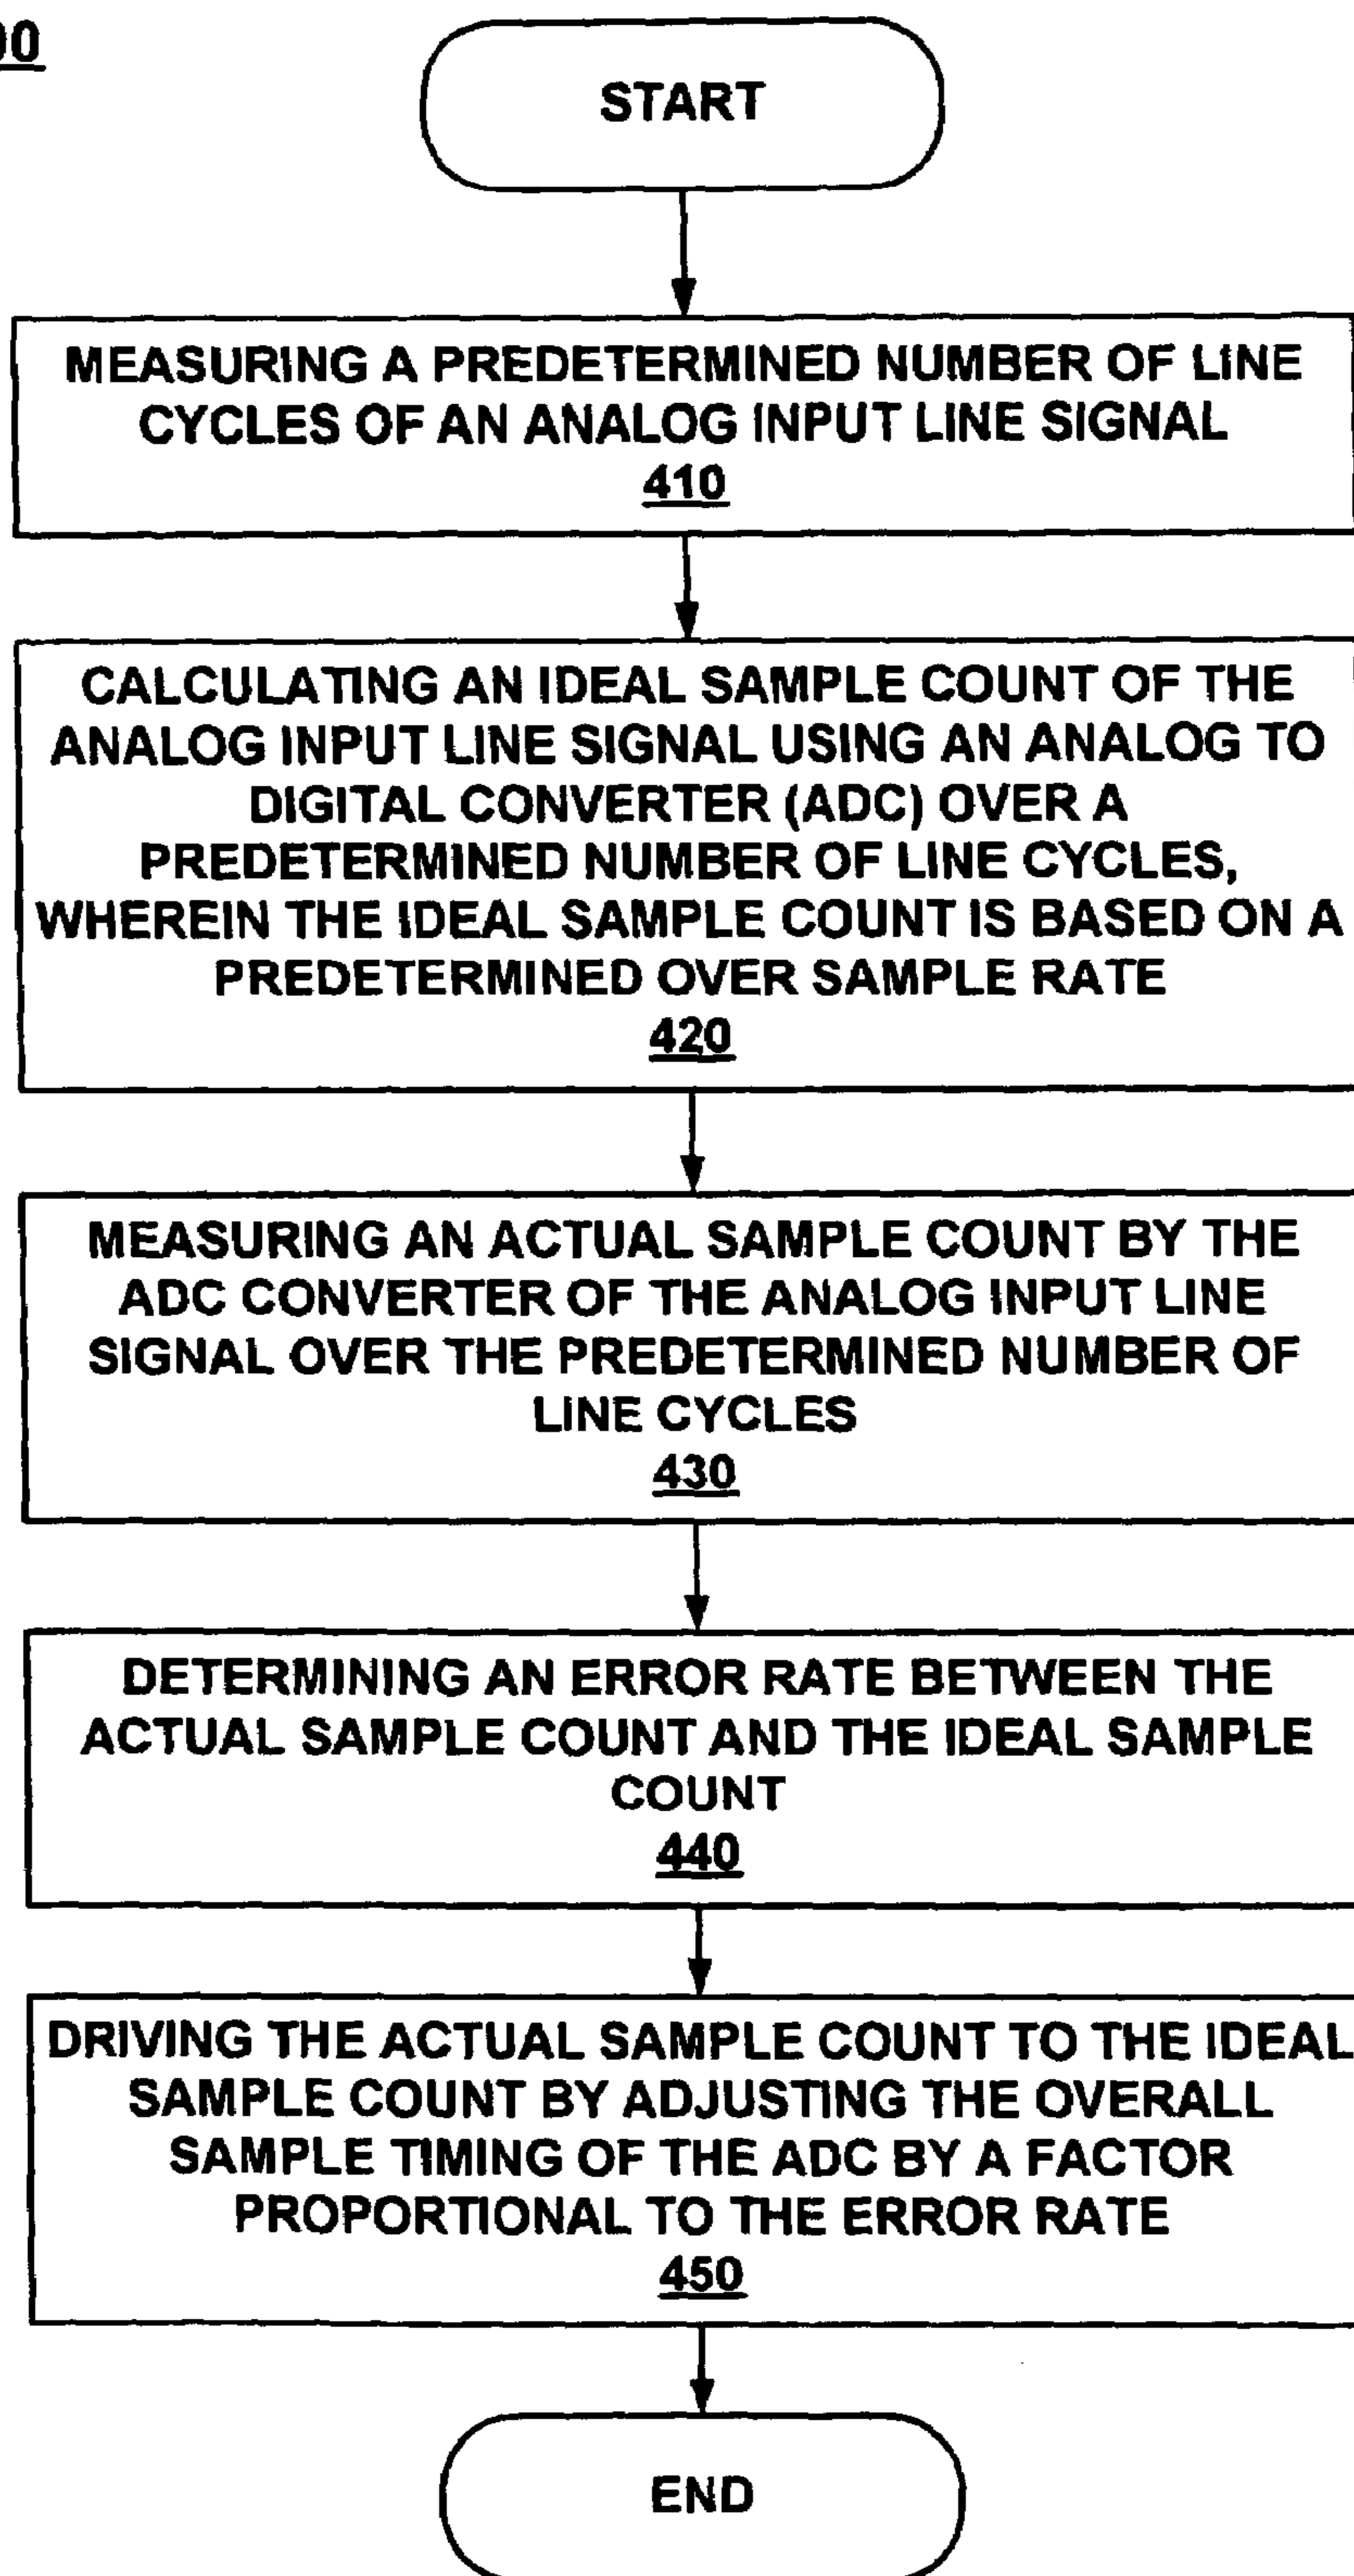 00
START
MEASURING A PREDETERMINED NUMBER OF LINE
CYCLES OF AN ANALOG INPUT LINE SIGNAL
410
CALCULATING AN IDEAL SAMPLE COUNT OF THE
ANALOG INPUT LINE SIGNAL USING AN ANALOG TO
DIGITAL CONVERTER (ADC) OVER A
PREDETERMINED NUMBER OF LINE CYCLES,
WHEREIN THE IDEAL SAMPLE COUNT IS BASED ON A
PREDETERMINED OVER SAMPLE RATE
420
MEASURING AN ACTUAL SAMPLE COUNT BY THE
ADC CONVERTER OF THE ANALOG INPUT LINE
SIGNAL OVER THE PREDETERMINED NUMBER OF
LINE CYCLES
430
DETERMINING AN ERROR RATE BETWEEN THE
ACTUAL SAMPLE COUNT AND THE IDEAL SAMPLE
COUNT
440
DRIVING THE ACTUAL SAMPLE COUNT TO THE IDEAL
SAMPLE COUNT BY ADJUSTING THE OVERALL
SAMPLE TIMING OF THE ADC BY A FACTOR
PROPORTIONAL TO THE ERROR RATE
450
END